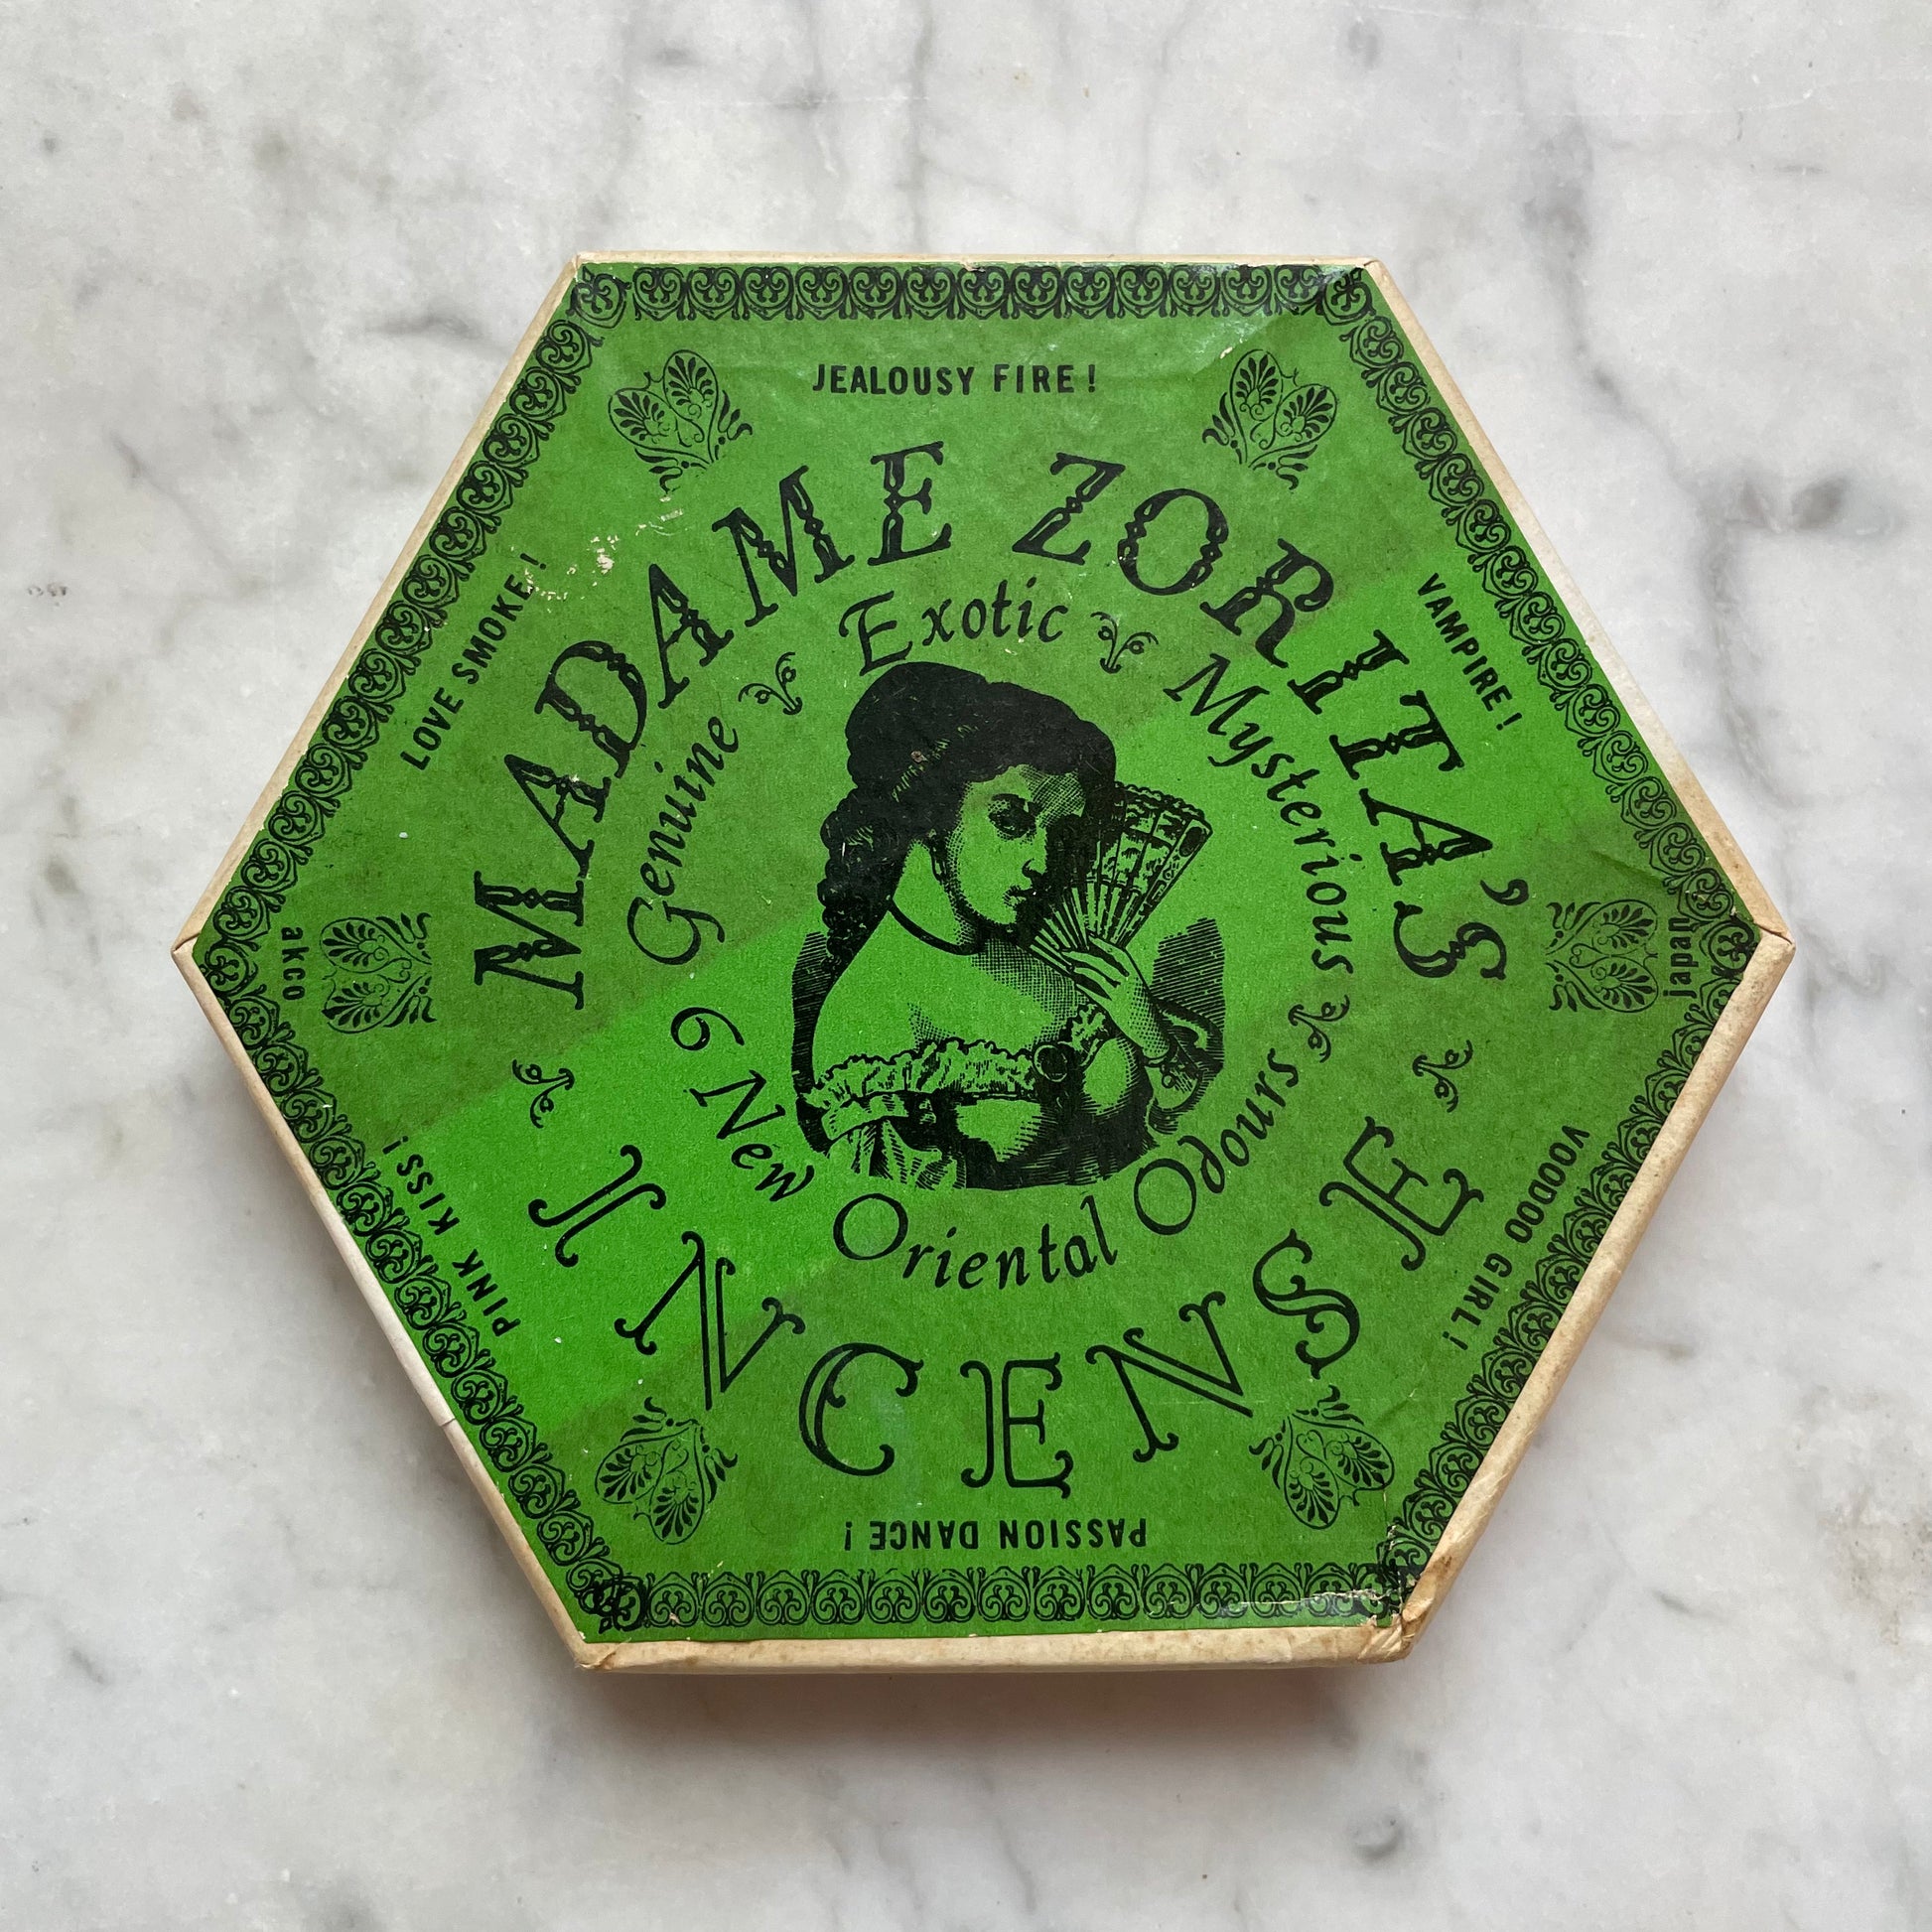 JEALOUSY FIRE!
VAMPIRE!
VOODOO GIRL!
PASSION DANCE!
PINK KISS!
LOVE SMOKE!
akco
japan
MADAME ZORITA'S
Genuine Exotic Mysterious
6 New Oriental Odours
INCENSE